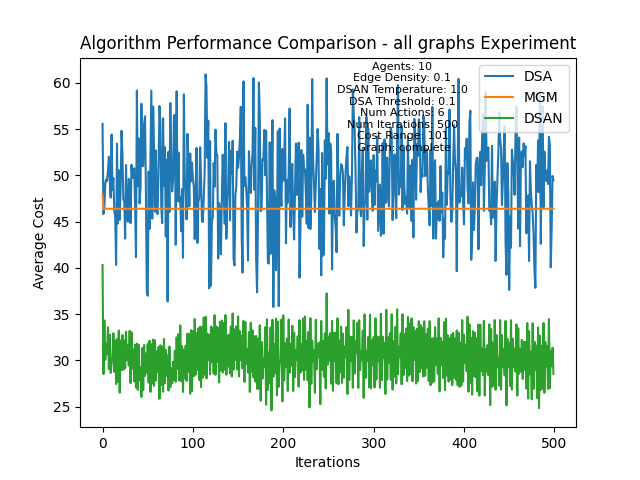 Algorithm Performance Comparison - all graphs Experiment
Agents: 10
Edge Density: 0.1
DSAN Temperature: 1.0
DSA Threshold: 0.1
Num Actions: 6
Num Iterations: 500
Cost Range: 101
Graph: complete
DSA
MGM
DSAN
Average Cost
60
55
50
45
40
35
30
25
0
100
200
300
400
500
Iterations